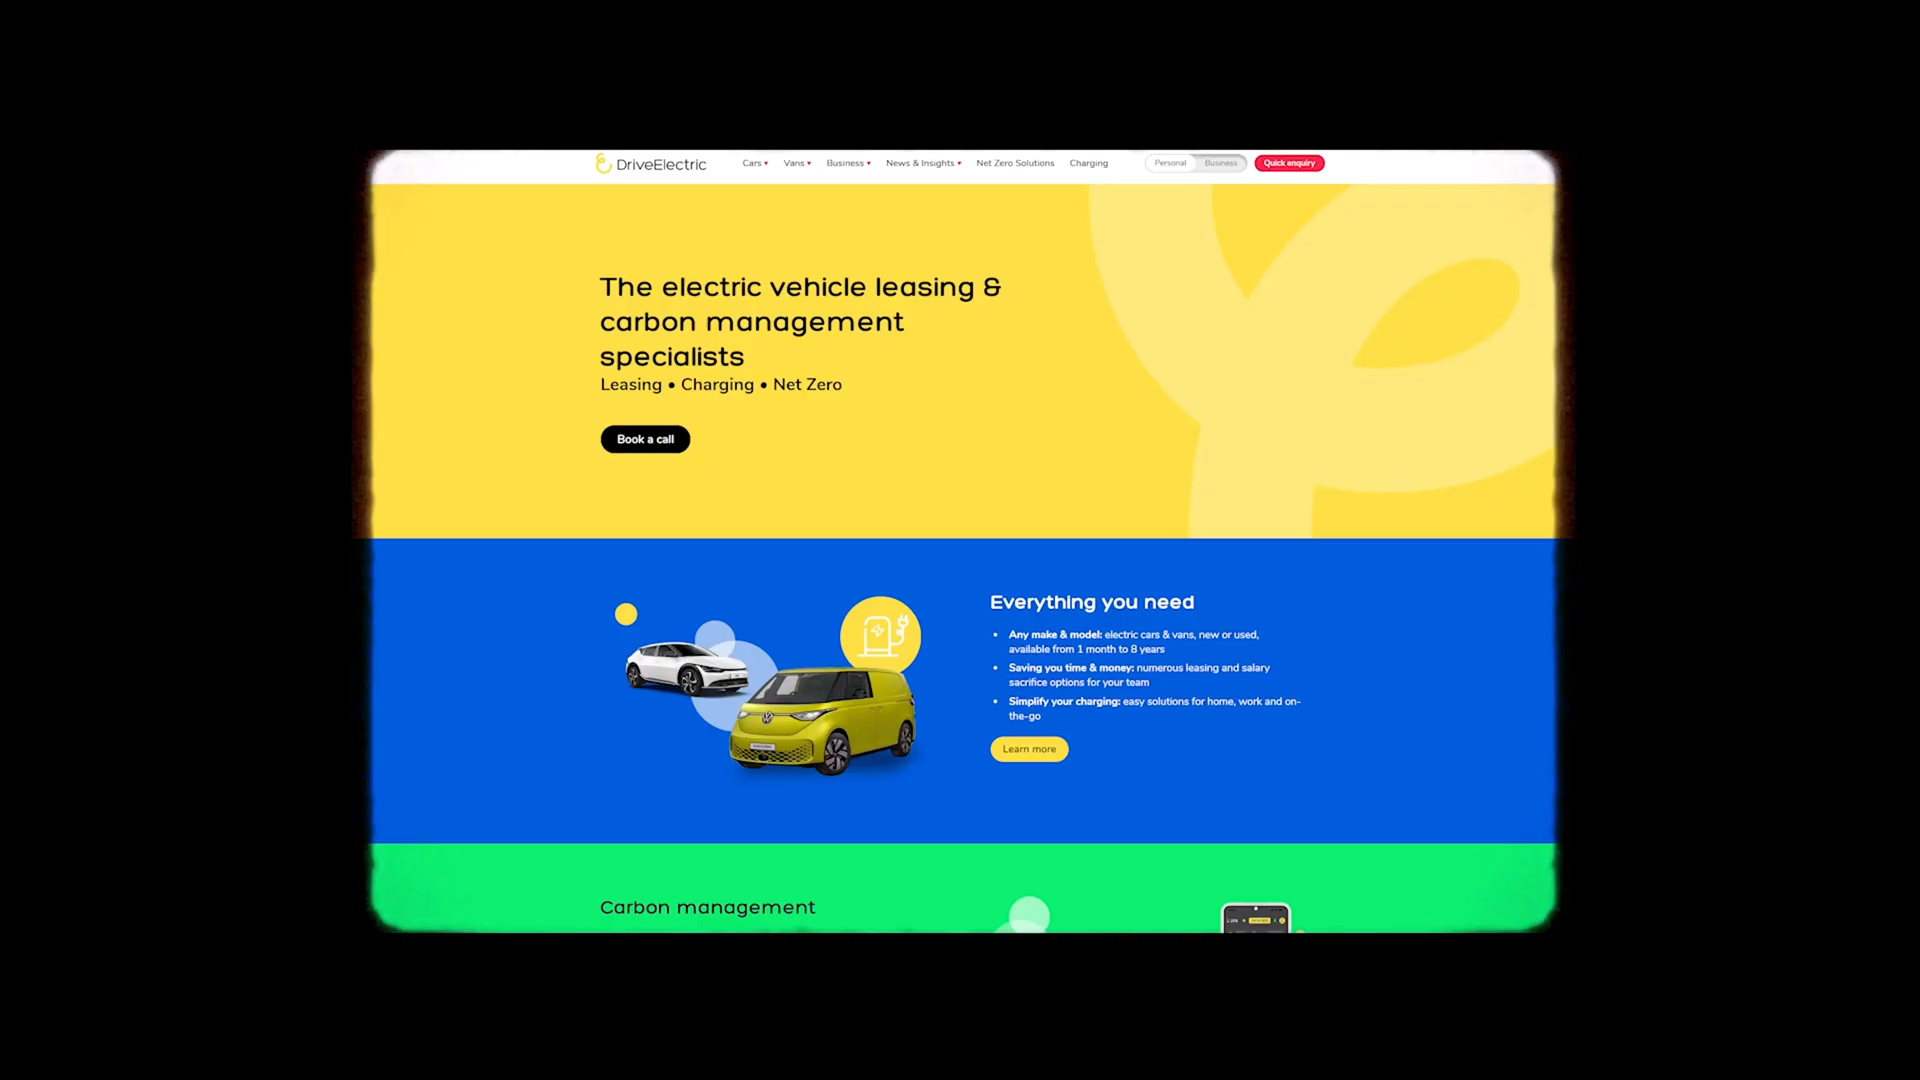 DriveElectric
Cars
Vans
Business
News & Insights
Net Zero Solutions
Charging
Personal
Business
Quick enquiry
The electric vehicle leasing &
carbon management
specialists
Leasing • Charging • Net Zero
Book a call
Everything you need
• Any make & model: electric cars & vans, new or used,
available from 1 month to 8 years
• Saving you time & money: numerous leasing and salary
sacrifice options for your team
• Simplify your charging: easy solutions for home, work and on-
the-go
Learn more
Carbon management